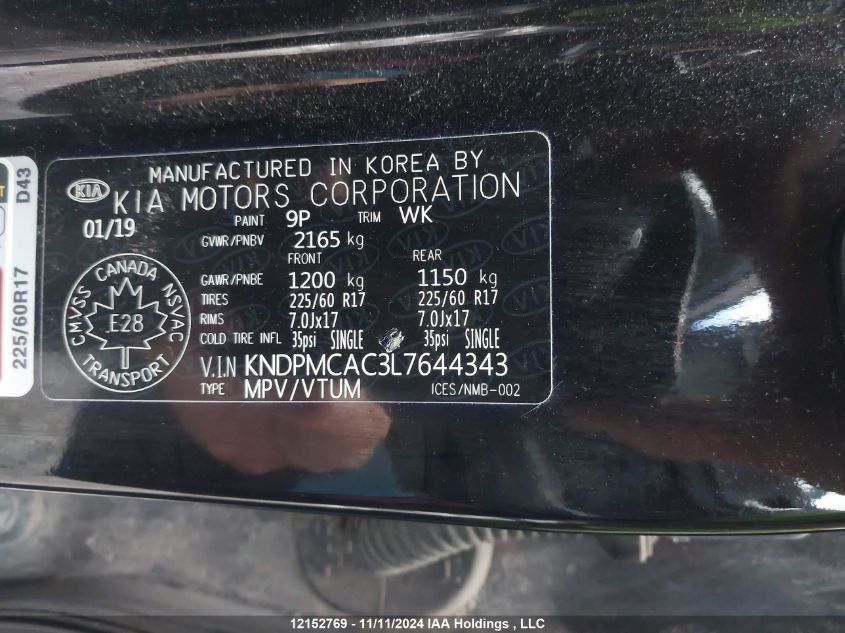 MANUFACTURED IN KOREA BY
KIA KIA MOTORS CORPORATION
01/19 PAINT 9P TRIM WK
GVWR/PNBV 2165 kg
FRONT REAR
GAWR/PNBE 1200 kg 1150 kg
TIRES 225/60 R17 225/60 R17
RIMS 7.0Jx17 7.0Jx17
COLD TIRE INFL 35psi SINGLE 35psi SINGLE
V.I.N KNDPMCAC3L7644343
TYPE MPV/VTUM ICES/NMB-002
CANADA
CMVSS NSVAC
E-28
TRANSPORT
D43
225/60R17
12152769 - 11/11/2024 IAA Holdings , LLC